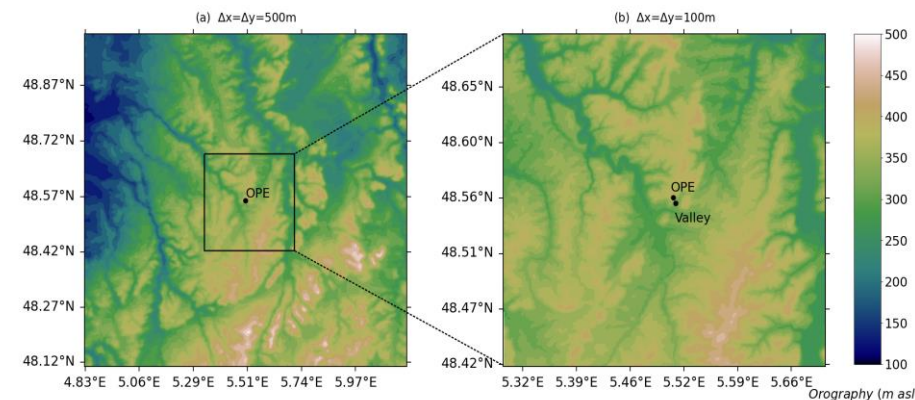 (a) Δx=Δy=500m
48.87°N
48.72°N
48.57°N
48.42°N
48.27°N
48.12°N
4.83°E 5.06°E 5.29°E 5.51°E 5.74°E 5.97°E
OPE
(b) Δx=Δy=100m
48.65°N
48.60°N
48.56°N
48.51°N
48.47°N
48.42°N
5.32°E 5.39°E 5.46°E 5.52°E 5.59°E 5.66°E
OPE
Valley
500
450
400
350
300
250
200
150
100
Orography (m asl